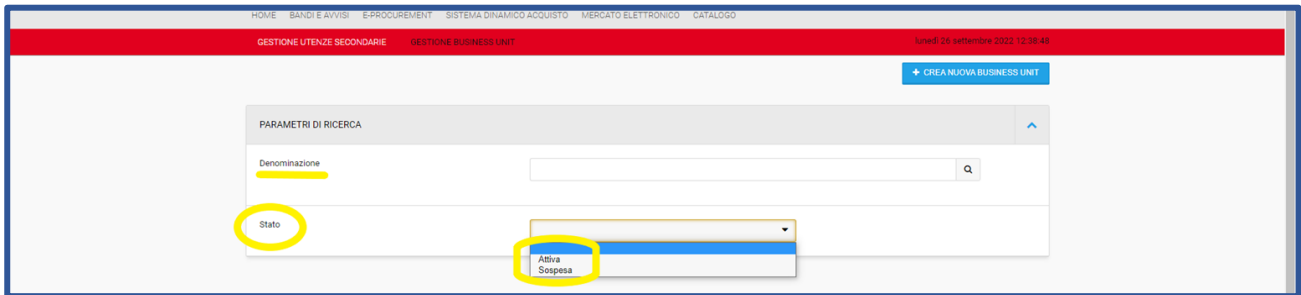 HOME BANDI E AVVISI E-PROCUREMENT SISTEMA DINAMICO ACQUISTO MERCATO ELETTRONICO CATALOGO
GESTIONE UTENZE SECONDARIE GESTIONE BUSINESS UNIT lunedì 26 settembre 2022 12:38:48
+ CREA NUOVA BUSINESS UNIT
PARAMETRI DI RICERCA
Denominazione
Stato
Attiva
Sospesa